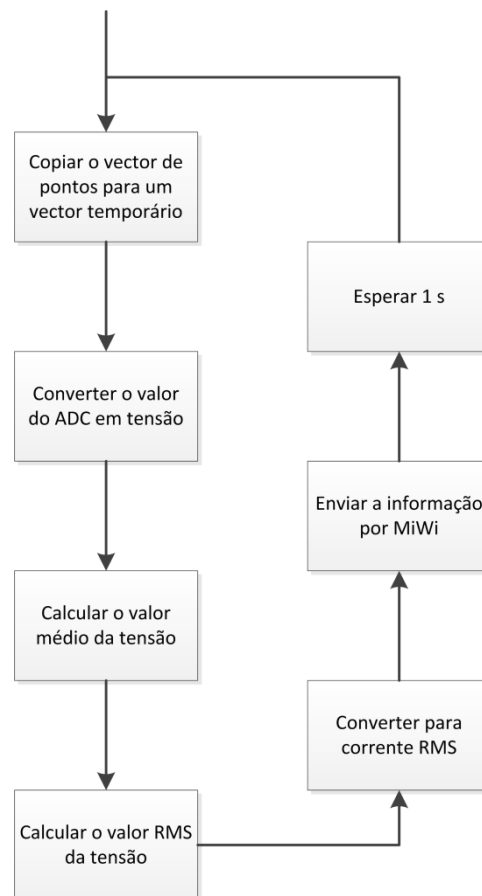 Copiar o vector de
pontos para um
vector temporário
Converter o valor
do ADC em tensão
Calcular o valor
médio da tensão
Calcular o valor RMS
da tensão
Converter para
corrente RMS
Enviar a informação
por MiWi
Esperar 1 s